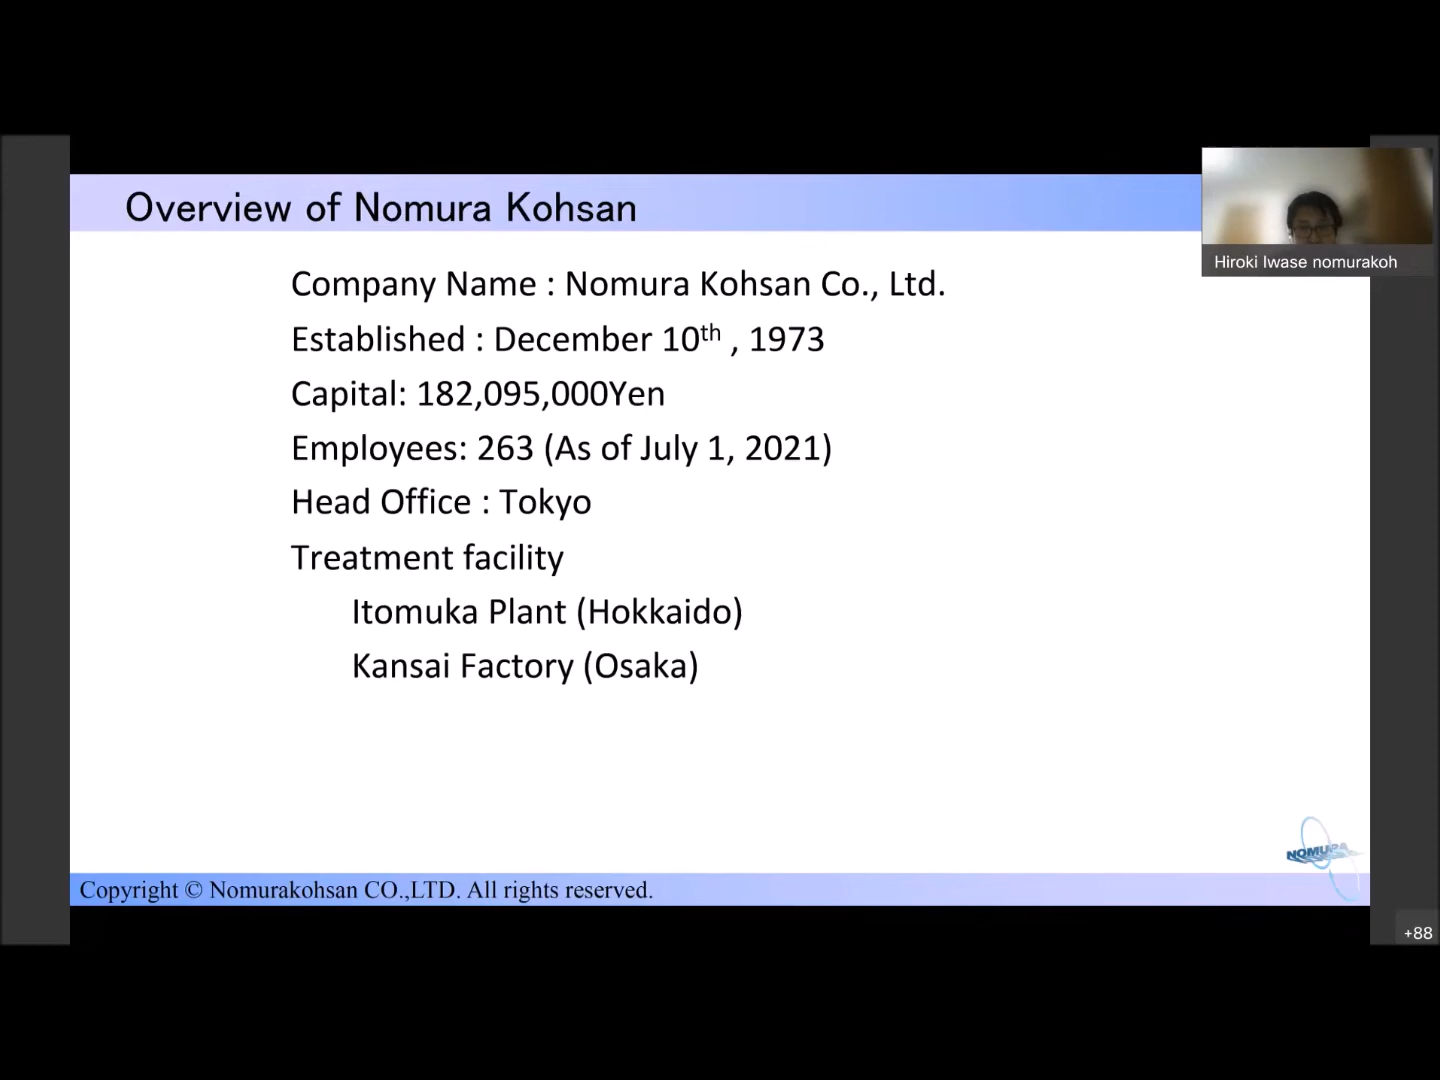 Overview of Nomura Kohsan
Hiroki Iwase nomurakoh
Company Name : Nomura Kohsan Co., Ltd.
Established : December 10th , 1973
Capital: 182,095,000Yen
Employees: 263 (As of July 1, 2021)
Head Office : Tokyo
Treatment facility
Itomuka Plant (Hokkaido)
Kansai Factory (Osaka)
NOMURA
Copyright © Nomurakohsan CO.,LTD. All rights reserved.
+88